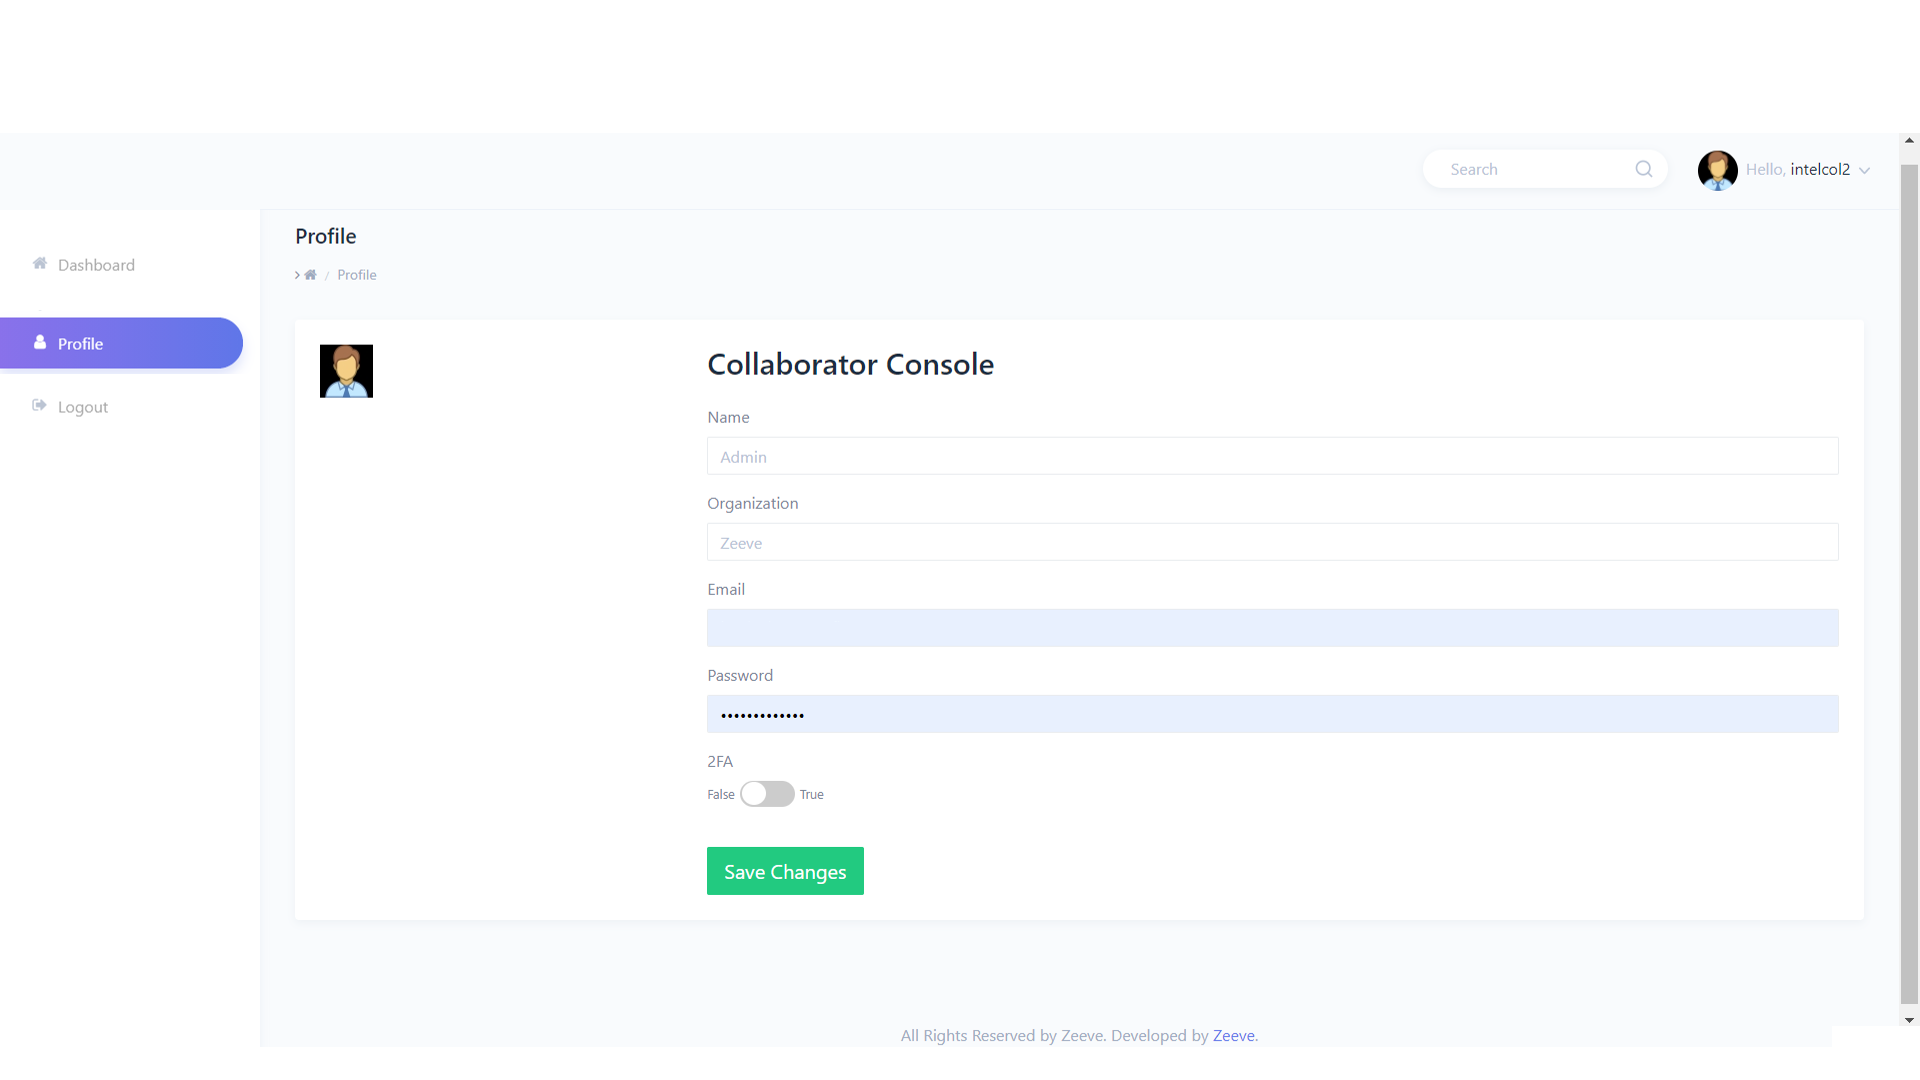 Search
Hello, intelcol2
Profile
/ Profile
Dashboard
Profile
Logout
Collaborator Console
Name
Admin
Organization
Zeeve
Email
Password
•••••••••••••
2FA
False True
Save Changes
All Rights Reserved by Zeeve. Developed by Zeeve.